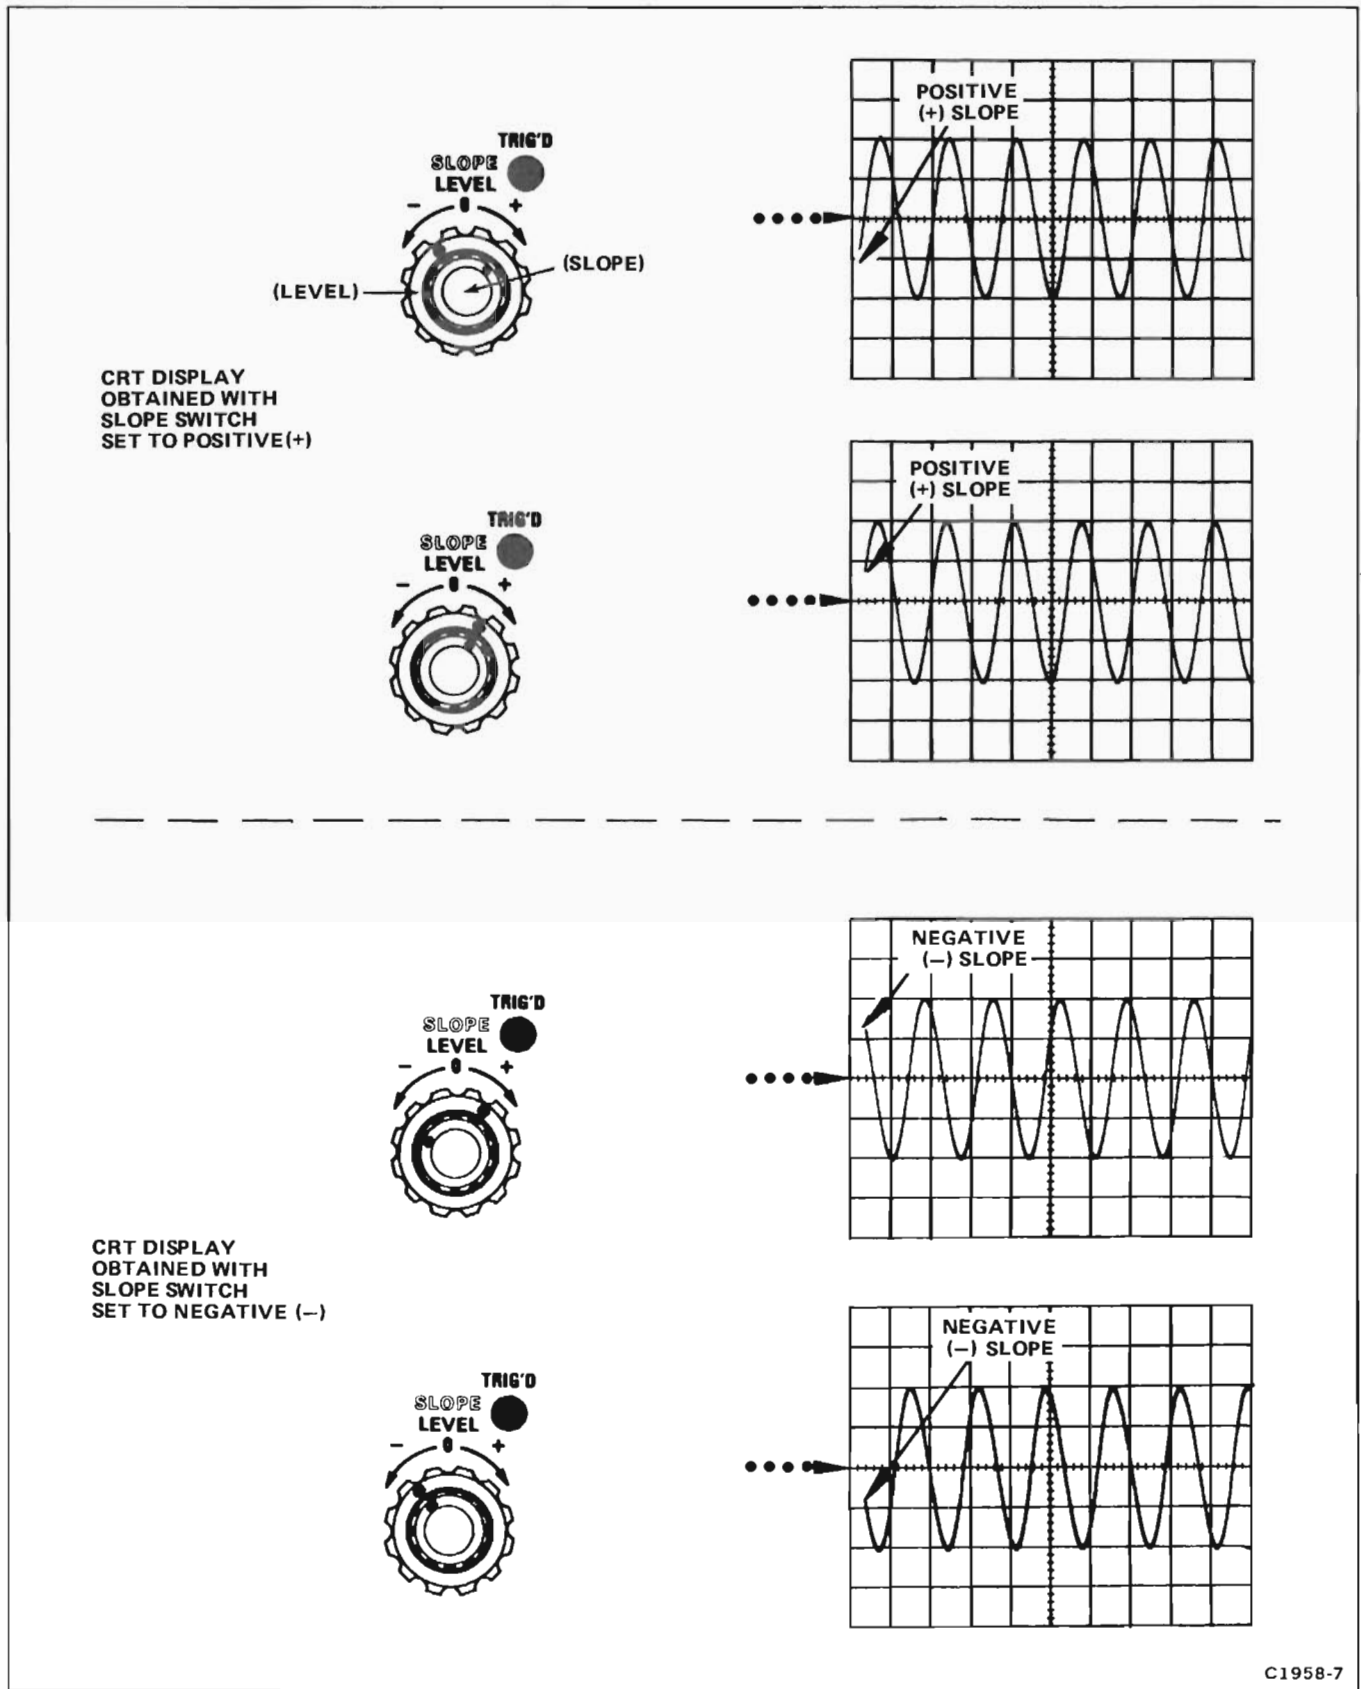 TRIG'D
SLOPE
LEVEL
- 0 +
(LEVEL)
(SLOPE)
POSITIVE
(+) SLOPE
CRT DISPLAY
OBTAINED WITH
SLOPE SWITCH
SET TO POSITIVE(+)
TRIG'D
SLOPE
LEVEL
- 0 +
POSITIVE
(+) SLOPE
TRIG'D
SLOPE
LEVEL
- 0 +
NEGATIVE
(—) SLOPE
CRT DISPLAY
OBTAINED WITH
SLOPE SWITCH
SET TO NEGATIVE (—)
TRIG'D
SLOPE
LEVEL
- 0 +
NEGATIVE
(—) SLOPE
C1958-7